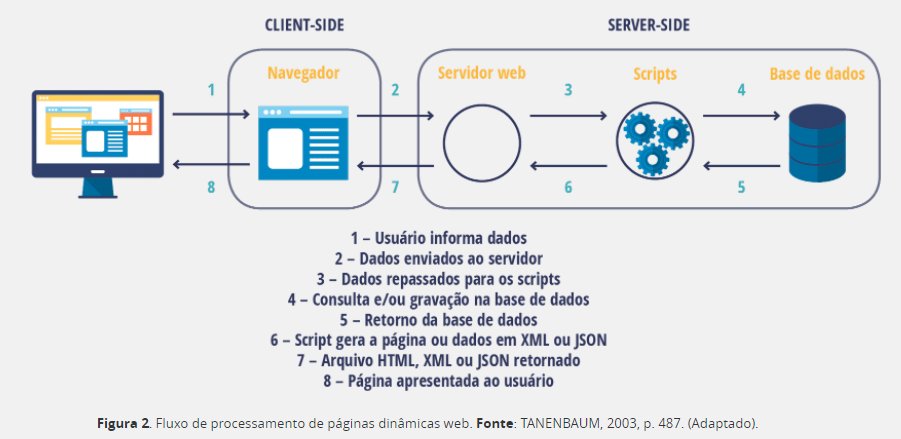 CLIENT-SIDE
SERVER-SIDE
Navegador
Servidor web
Scripts
Base de dados
1
2
3
4
8
7
6
5
1 – Usuário informa dados
2 – Dados enviados ao servidor
3 – Dados repassados para os scripts
4 – Consulta e/ou gravação na base de dados
5 – Retorno da base de dados
6 – Script gera a página ou dados em XML ou JSON
7 – Arquivo HTML, XML ou JSON retornado
8 – Página apresentada ao usuário
Figura 2. Fluxo de processamento de páginas dinâmicas web. Fonte: TANENBAUM, 2003, p. 487. (Adaptado).